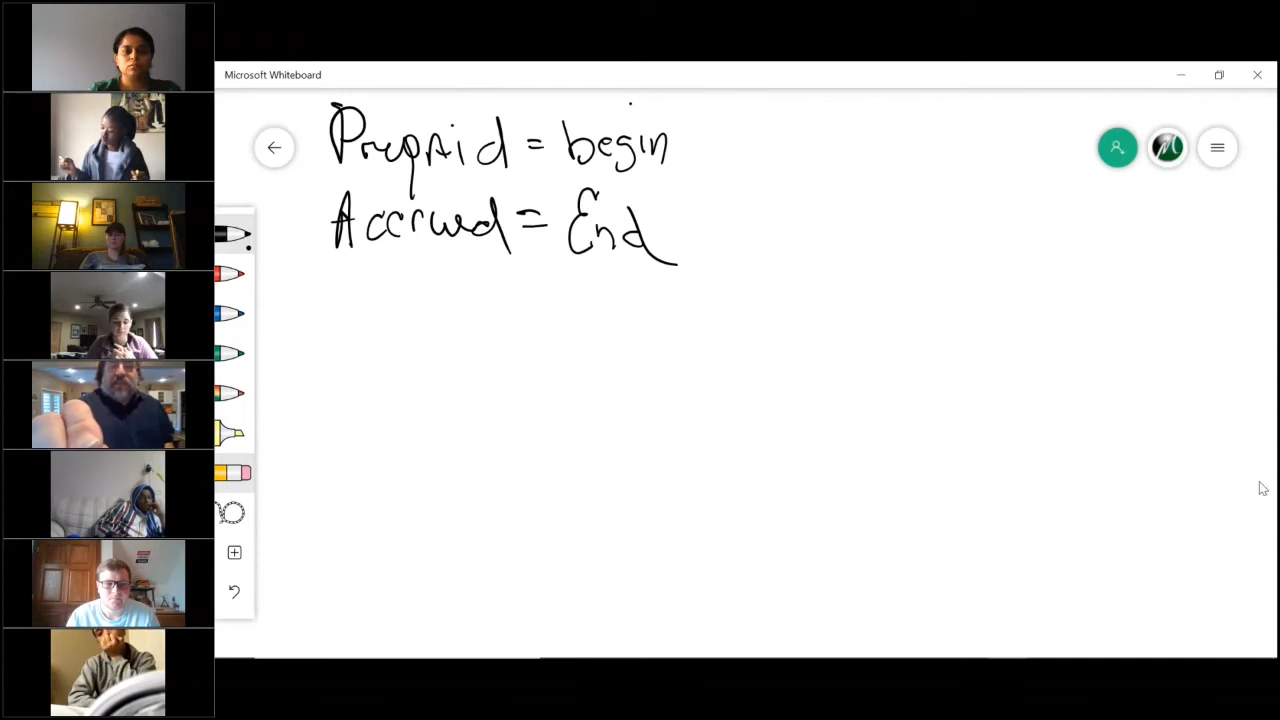 Microsoft Whiteboard
Prepaid = begin
Accrued = End